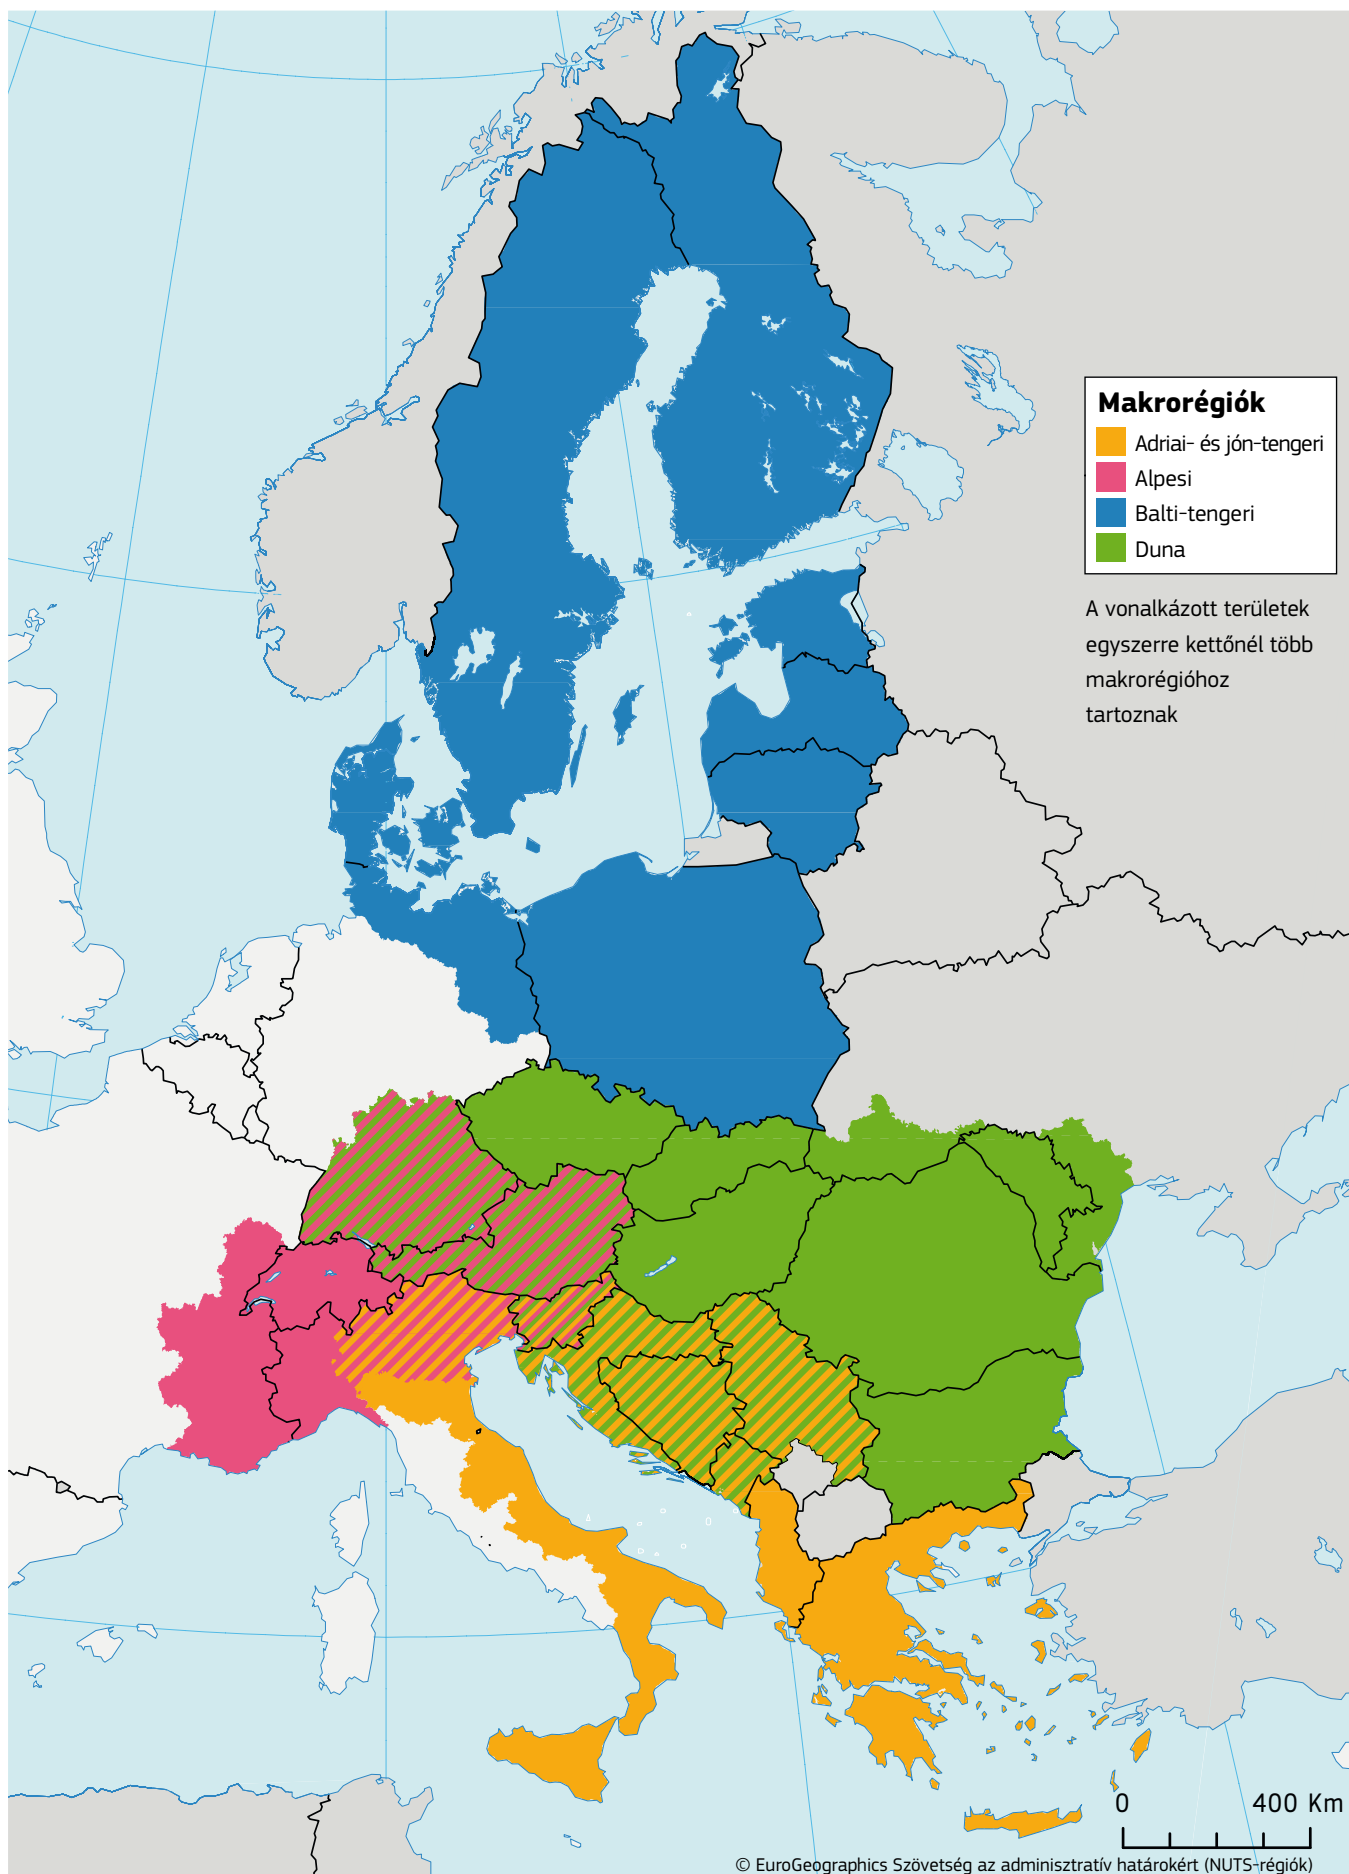 Makrorégiók
Adriai- és jón-tengeri
Alpesi
Balti-tengeri
Duna
A vonalkázott területek
egyszerre kettőnél több
makrorégióhoz
tartoznak
0 400 Km
© EuroGeographics Szövetség az adminisztratív határokért (NUTS-régiók)